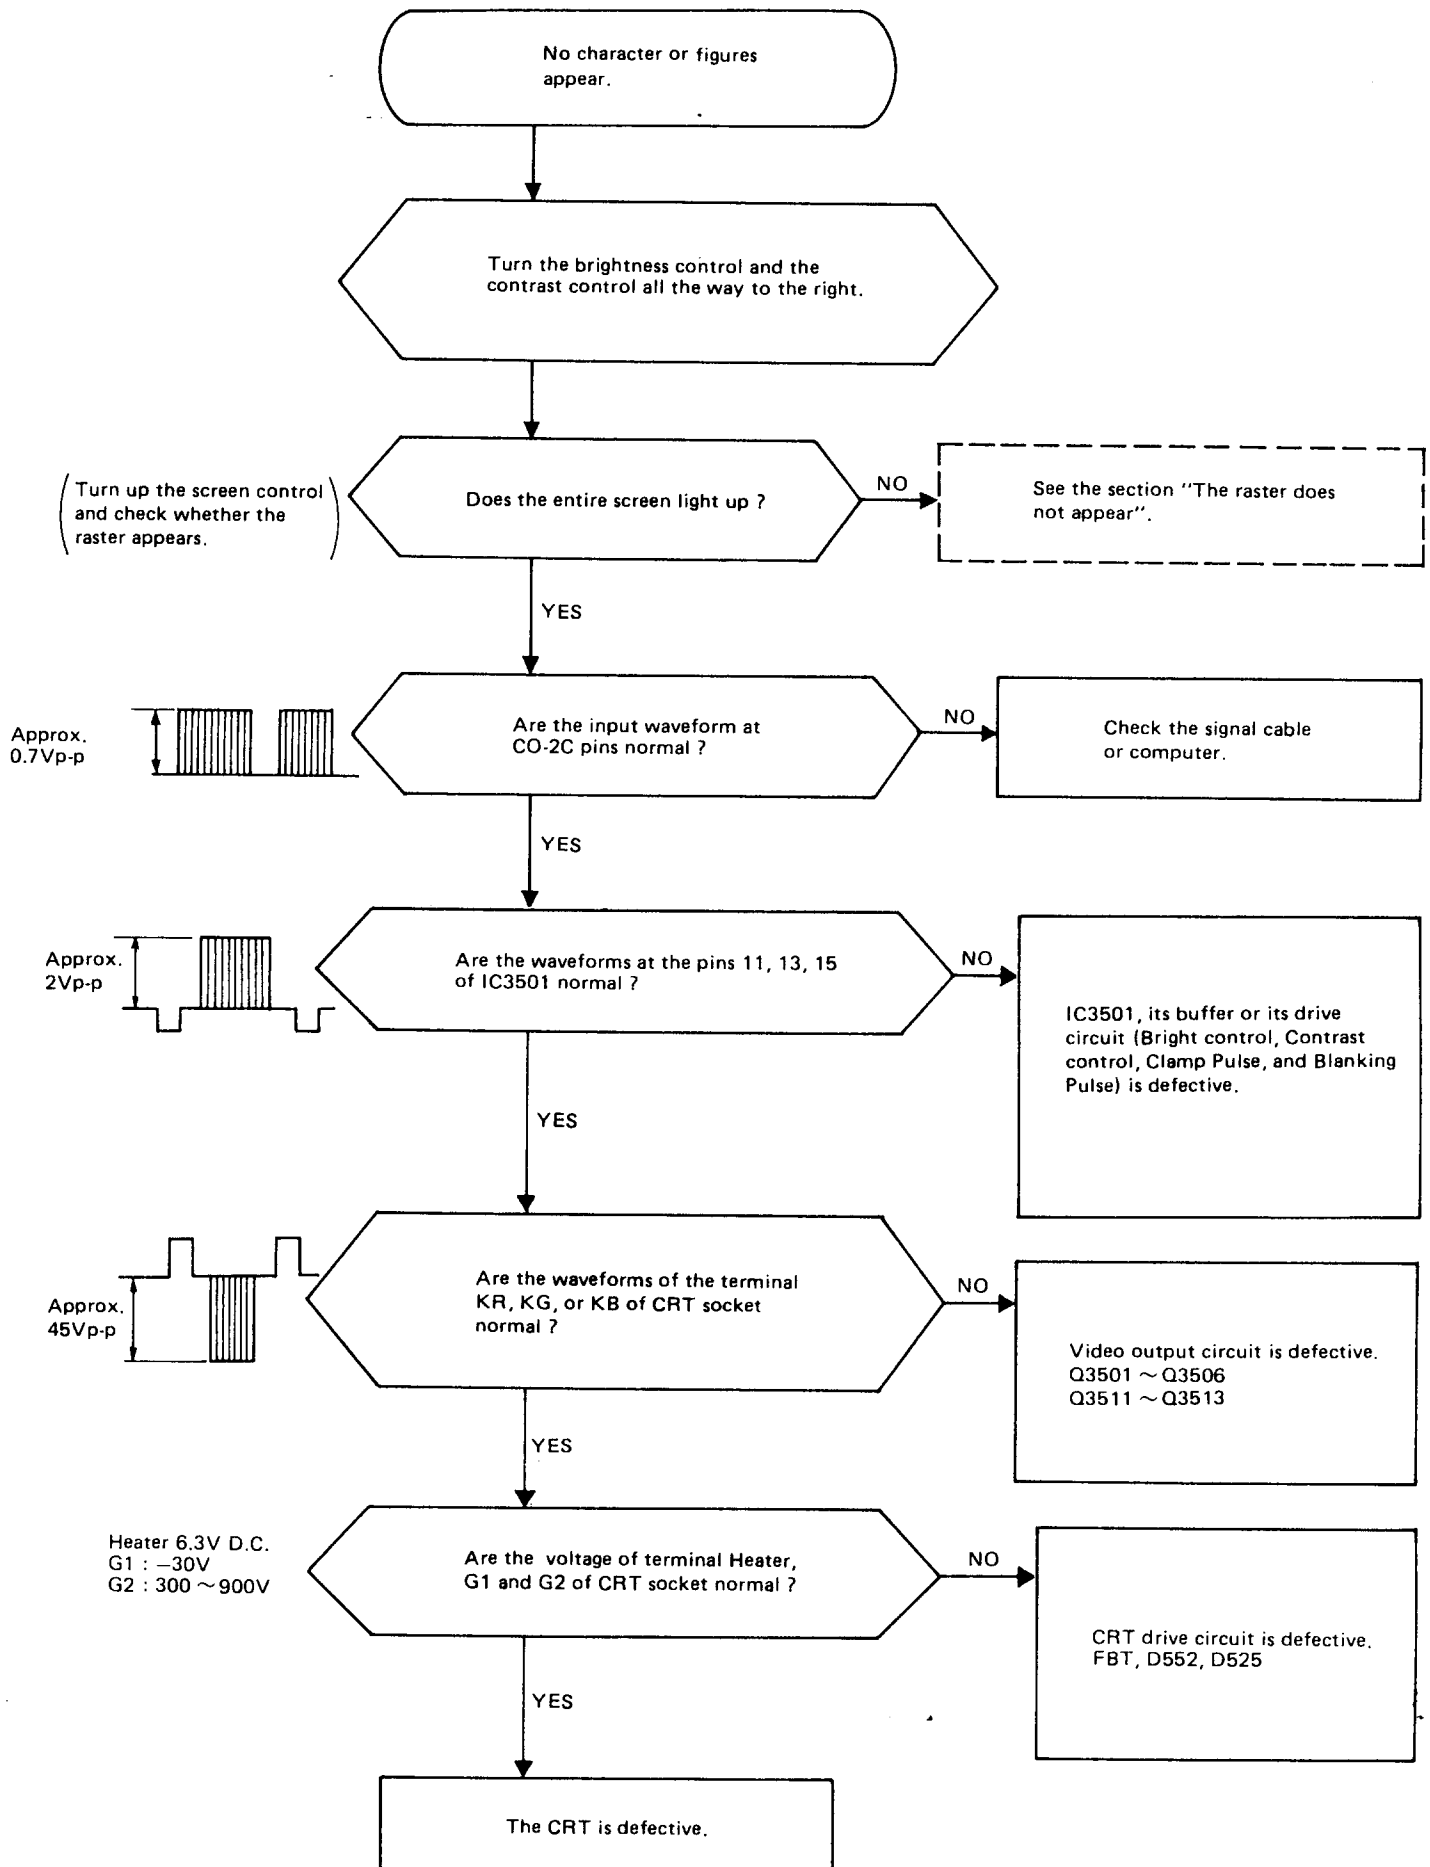 No character or figures
appear.
Turn the brightness control and the
contrast control all the way to the right.
Turn up the screen control
and check whether the
raster appears.
Does the entire screen light up ?
NO
See the section "The raster does
not appear".
YES
Approx.
0.7Vp-p
Are the input waveform at
CO-2C pins normal ?
NO
Check the signal cable
or computer.
YES
Approx.
2Vp-p
Are the waveforms at the pins 11, 13, 15
of IC3501 normal ?
NO
IC3501, its buffer or its drive
circuit (Bright control, Contrast
control, Clamp Pulse, and Blanking
Pulse) is defective.
YES
Approx.
45Vp-p
Are the waveforms of the terminal
KR, KG, or KB of CRT socket
normal ?
NO
Video output circuit is defective.
Q3501 ~ Q3506
Q3511 ~ Q3513
YES
Heater 6.3V D.C.
G1 : −30V
G2 : 300 ~ 900V
Are the voltage of terminal Heater,
G1 and G2 of CRT socket normal ?
NO
CRT drive circuit is defective.
FBT, D552, D525
YES
The CRT is defective.